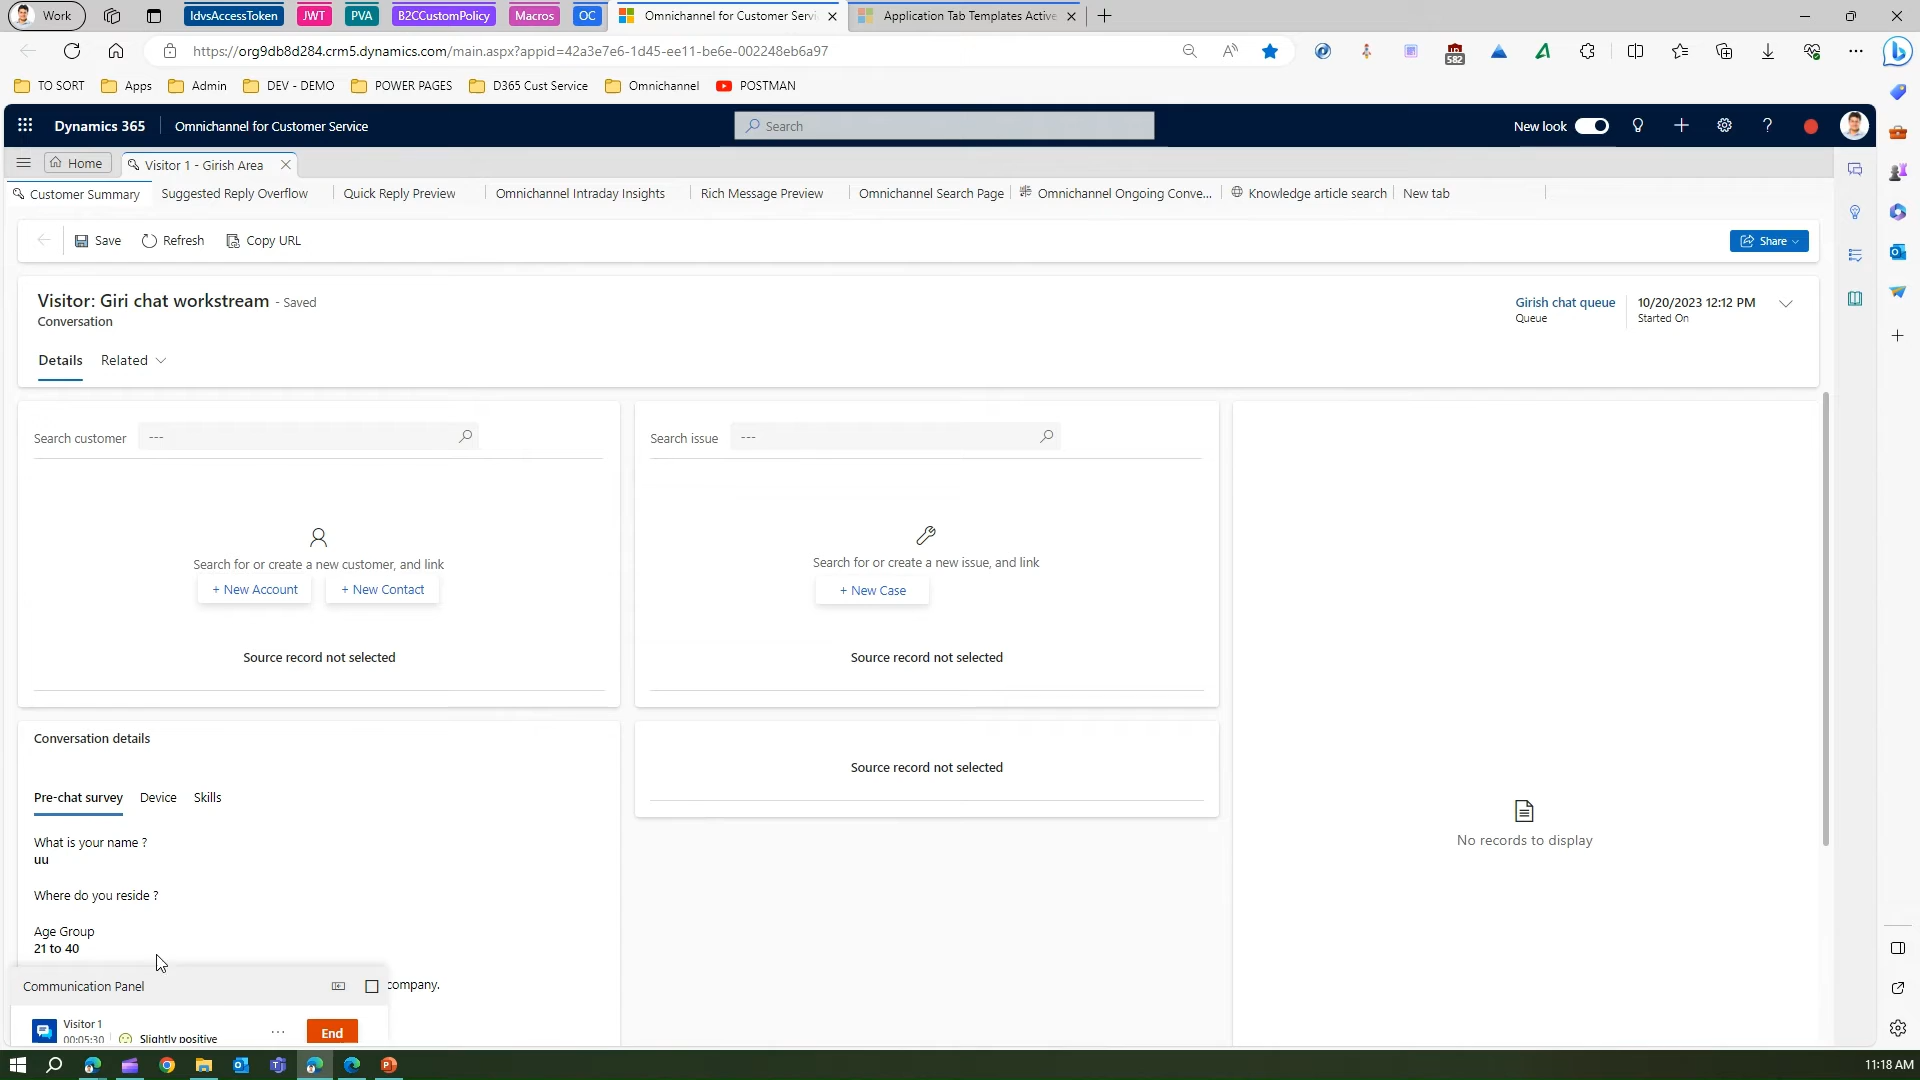 Work IdvsAccessToken JWT PVA B2CCustomPolicy Macros OC Omnichannel for Customer Servi Application Tab Templates Active
https://org9db8d284.crm5.dynamics.com/main.aspx?appid=42a3e7e6-1d45-ee11-be6e-002248eb6a97
582
TO SORT Apps Admin DEV - DEMO POWER PAGES D365 Cust Service Omnichannel POSTMAN
Dynamics 365 Omnichannel for Customer Service Search New look
Home Visitor 1 - Girish Area
Customer Summary Suggested Reply Overflow Quick Reply Preview Omnichannel Intraday Insights Rich Message Preview Omnichannel Search Page Omnichannel Ongoing Conve... Knowledge article search New tab
Save Refresh Copy URL Share
Visitor: Giri chat workstream - Saved
Conversation
Girish chat queue
Queue
10/20/2023 12:12 PM
Started On
Details Related
Search customer ---
Search for or create a new customer, and link
+ New Account + New Contact
Source record not selected
Search issue ---
Search for or create a new issue, and link
+ New Case
Source record not selected
Conversation details
Pre-chat survey Device Skills
What is your name ?
uu
Where do you reside ?
Age Group
21 to 40
company.
Source record not selected
No records to display
Communication Panel
Visitor 1
00:05:30 Slightly positive
... End
11:18 AM